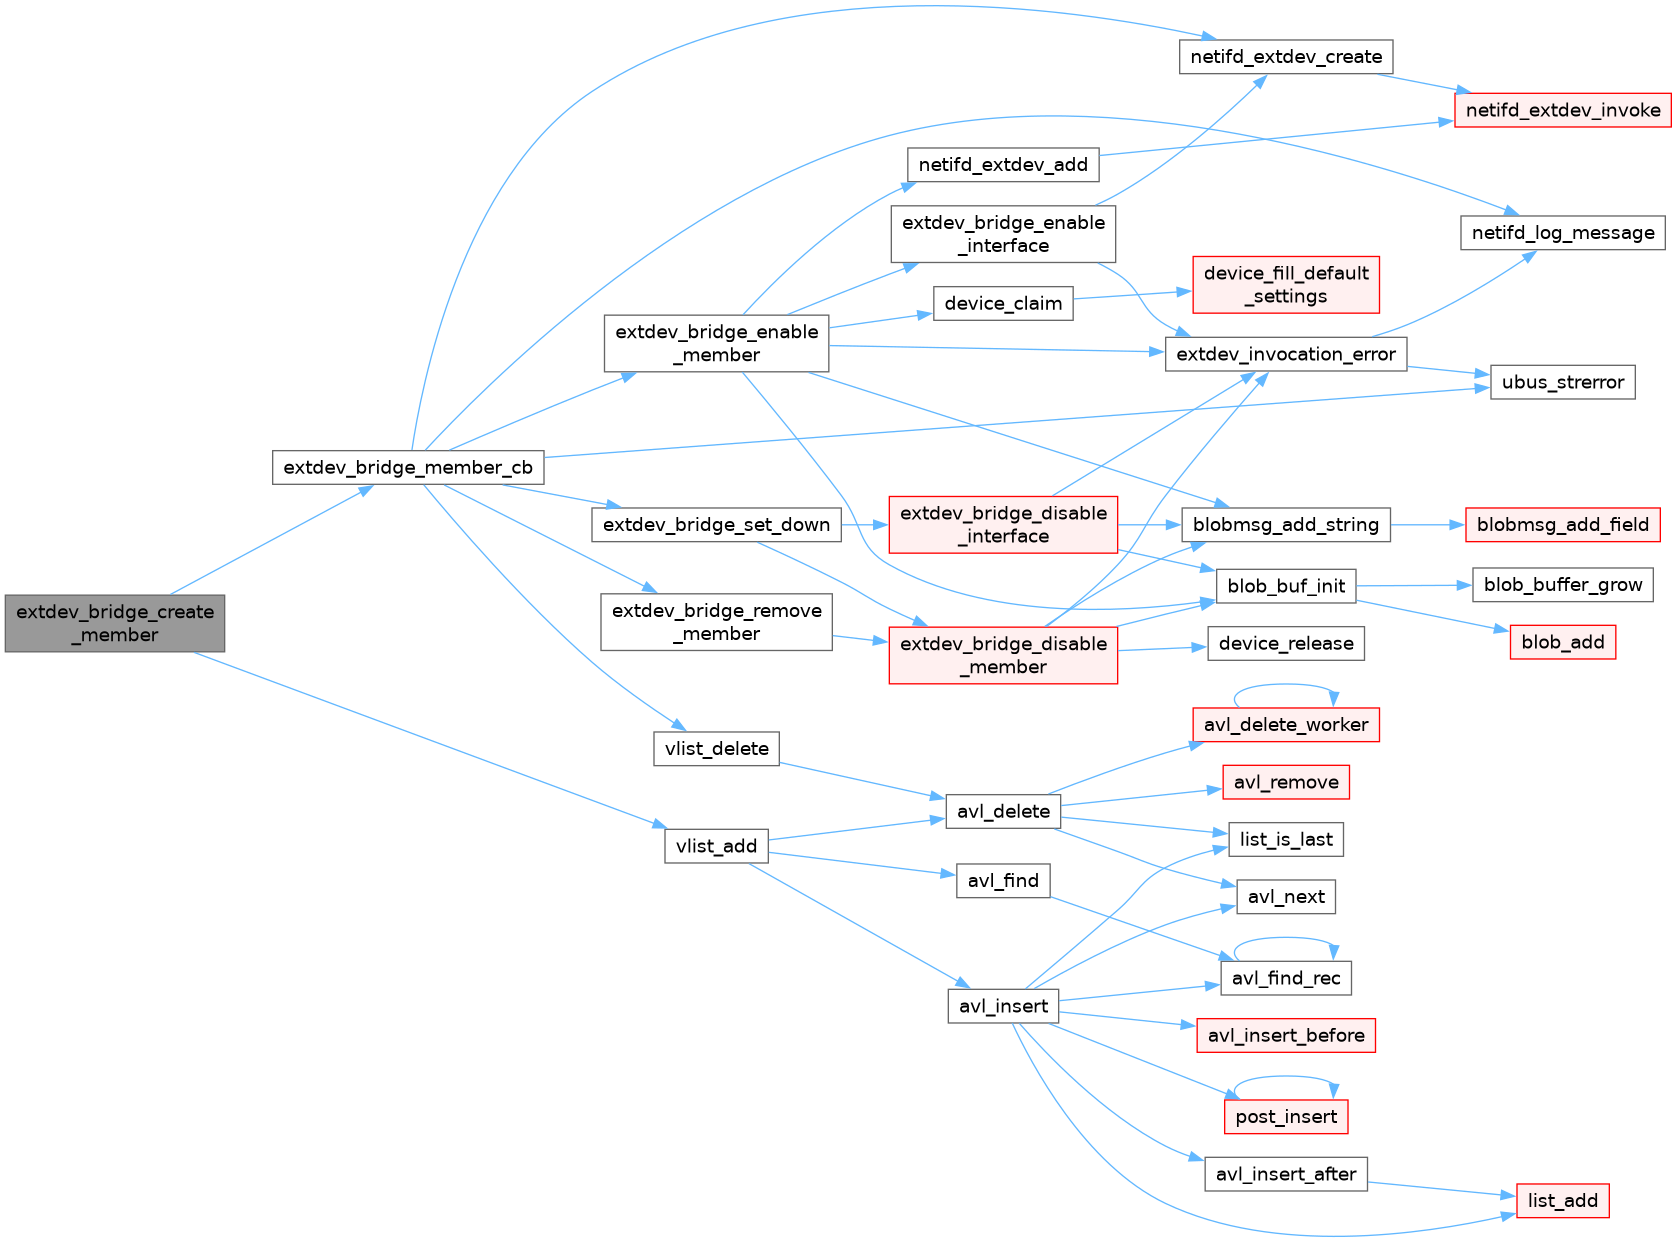 netifd_extdev_create
netifd_extdev_invoke
netifd_extdev_add
extdev_bridge_enable
_interface
netifd_log_message
device_fill_default
_settings
device_claim
extdev_bridge_enable
_member
extdev_invocation_error
ubus_strerror
extdev_bridge_member_cb
extdev_bridge_set_down
extdev_bridge_disable
_interface
blobmsg_add_string
blobmsg_add_field
blob_buf_init
blob_buffer_grow
extdev_bridge_create
_member
extdev_bridge_remove
_member
extdev_bridge_disable
_member
device_release
blob_add
avl_delete_worker
vlist_delete
avl_remove
avl_delete
list_is_last
vlist_add
avl_find
avl_next
avl_find_rec
avl_insert
avl_insert_before
post_insert
avl_insert_after
list_add